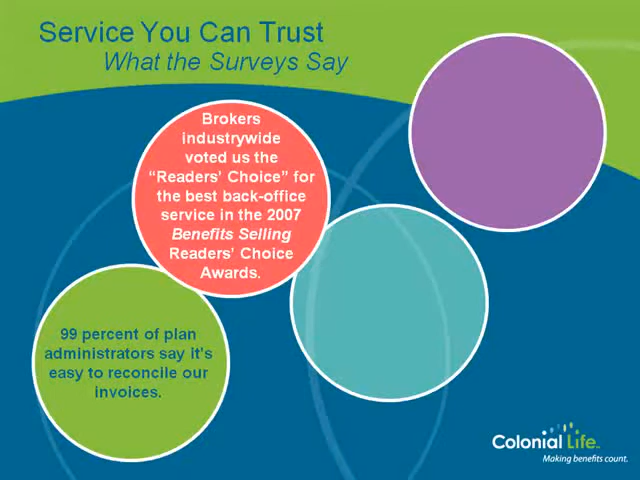 Service You Can Trust
What the Surveys Say
Brokers
industrywide
voted us the
“Readers’ Choice” for
the best back-office
service in the 2007
Benefits Selling
Readers’ Choice
Awards.
99 percent of plan
administrators say it’s
easy to reconcile our
invoices.
Colonial Life
Making benefits count.